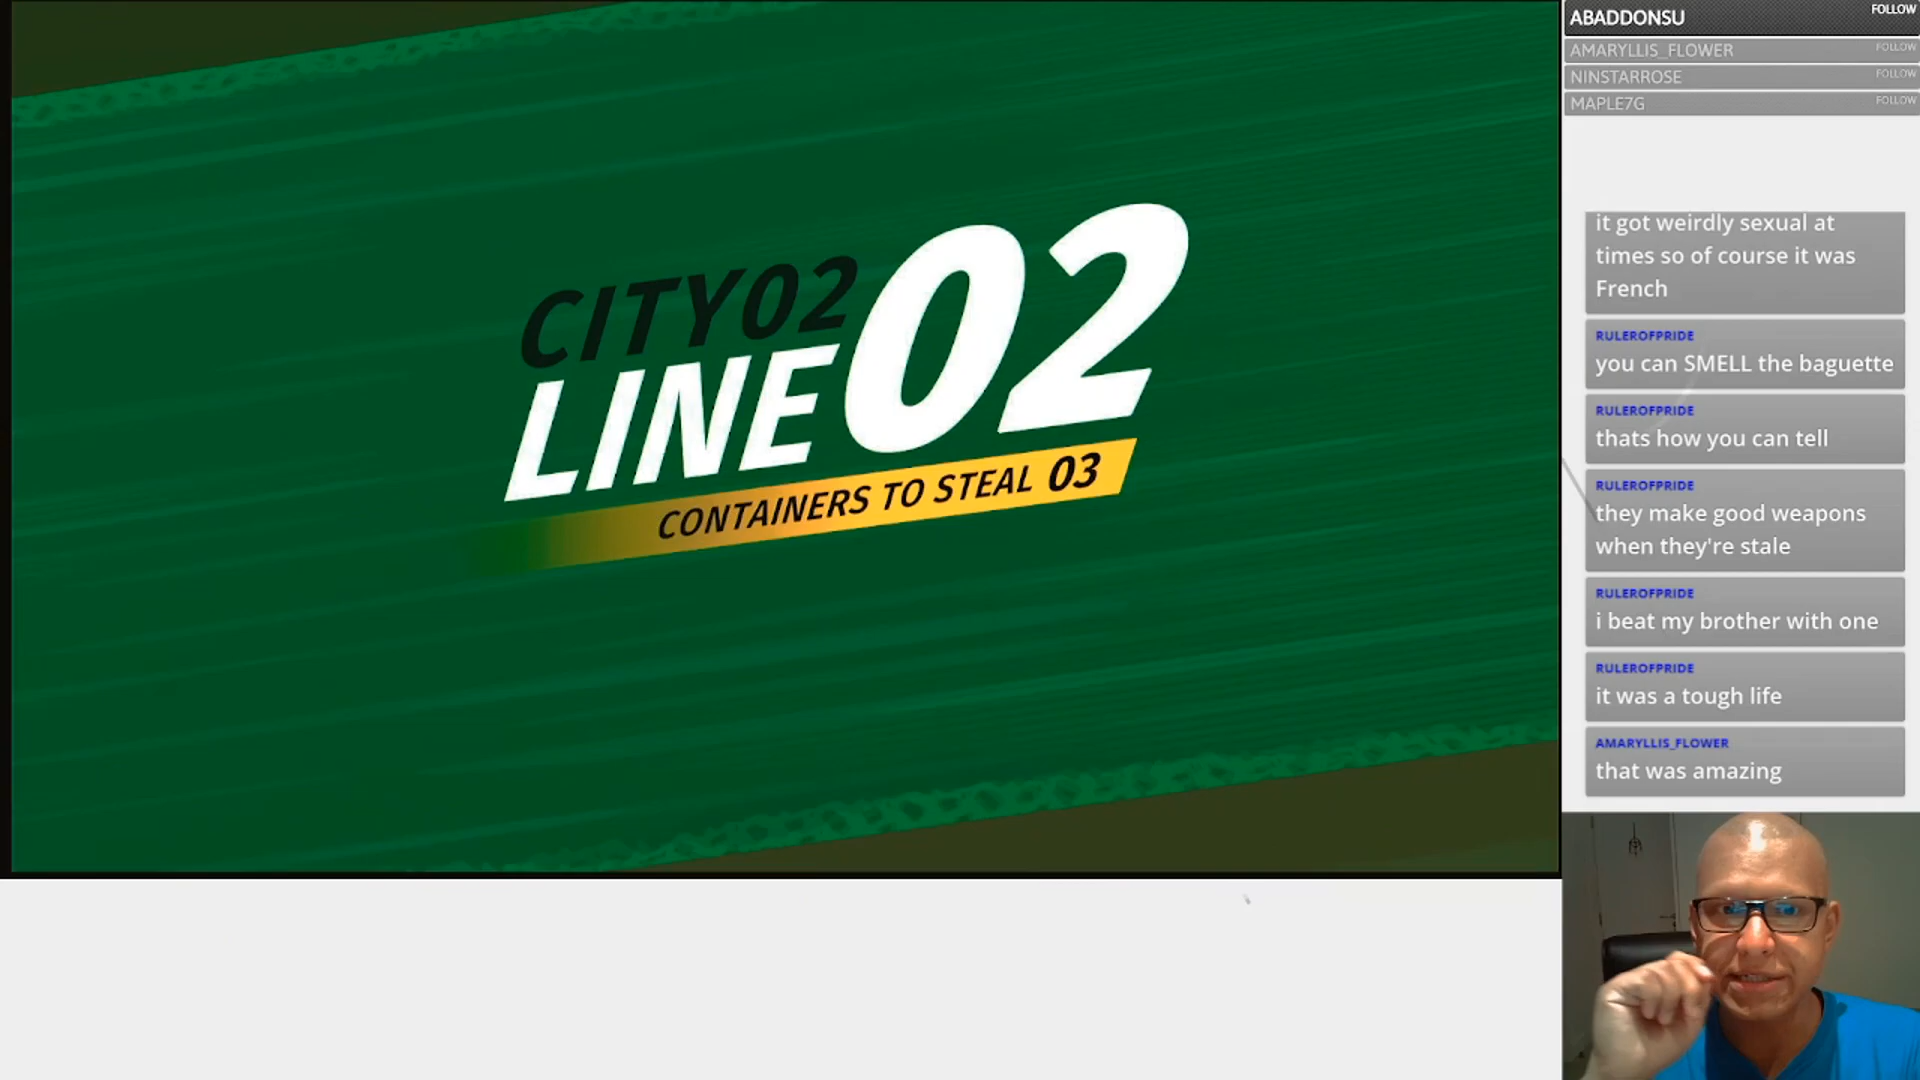 CITY02
LINE 02
CONTAINERS TO STEAL 03
ABADDONSU FOLLOW
AMARYLLIS_FLOWER FOLLOW
NINSTARROSE FOLLOW
MAPLE7G FOLLOW
it got weirdly sexual at
times so of course it was
French
RULEROFPRIDE
you can SMELL the baguette
RULEROFPRIDE
thats how you can tell
RULEROFPRIDE
they make good weapons
when they're stale
RULEROFPRIDE
i beat my brother with one
RULEROFPRIDE
it was a tough life
AMARYLLIS_FLOWER
that was amazing